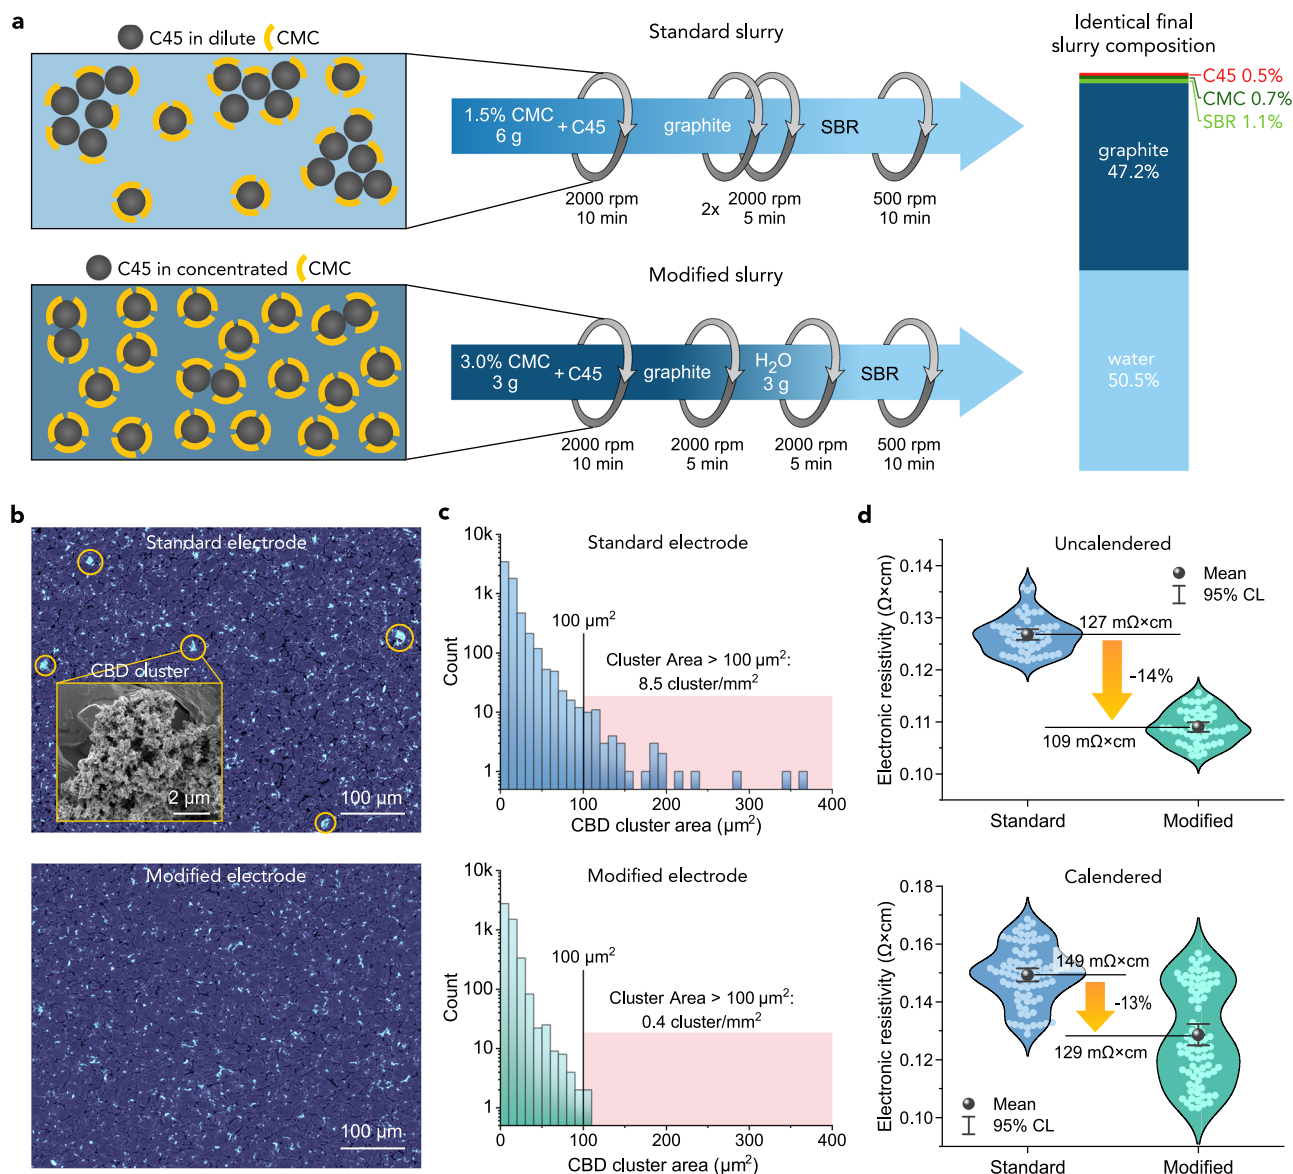 a
C45 in dilute CMC
Standard slurry
1.5% CMC
6 g
+ C45
graphite
SBR
2000 rpm
10 min
2x
2000 rpm
5 min
500 rpm
10 min
C45 in concentrated CMC
Modified slurry
3.0% CMC
3 g
+ C45
graphite
H₂O
3 g
SBR
2000 rpm
10 min
2000 rpm
5 min
2000 rpm
5 min
500 rpm
10 min
Identical final
slurry composition
C45 0.5%
CMC 0.7%
SBR 1.1%
graphite
47.2%
water
50.5%
b
Standard electrode
CBD cluster
2 µm
100 µm
Modified electrode
100 µm
c
Standard electrode
10k
1k
100
10
1
Count
100 µm²
Cluster Area > 100 µm²:
8.5 cluster/mm²
0
100
200
300
400
CBD cluster area (µm²)
Modified electrode
10k
1k
100
10
1
Count
100 µm²
Cluster Area > 100 µm²:
0.4 cluster/mm²
0
100
200
300
400
CBD cluster area (µm²)
d
Uncalendered
Electronic resistivity (Ω×cm)
0.14
0.13
0.12
0.11
0.10
Mean
95% CL
127 mΩ×cm
-14%
109 mΩ×cm
Standard
Modified
Calendered
Electronic resistivity (Ω×cm)
0.18
0.16
0.14
0.12
0.10
149 mΩ×cm
-13%
129 mΩ×cm
Mean
95% CL
Standard
Modified